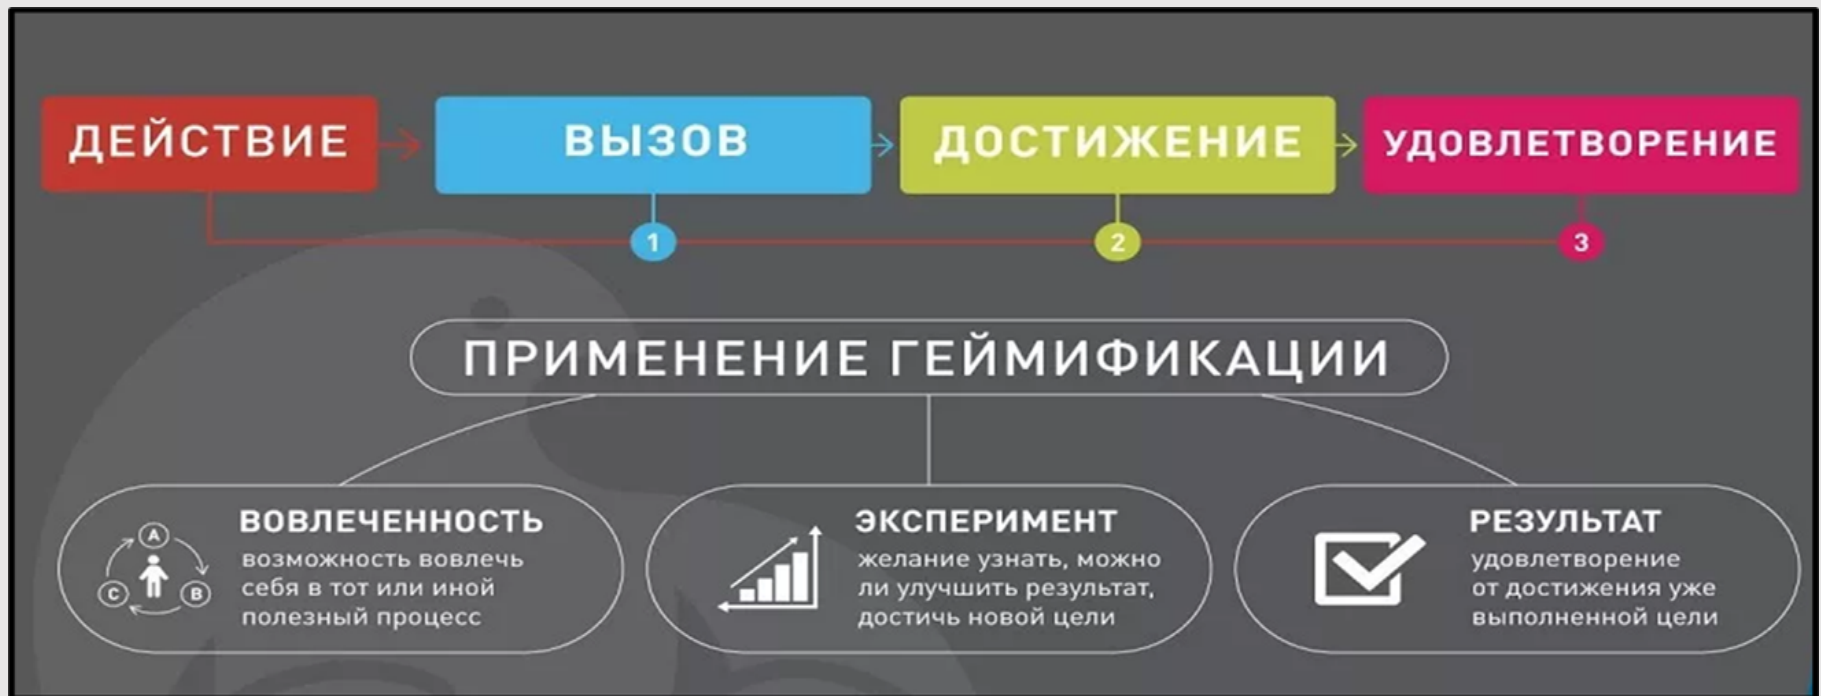 ДЕЙСТВИЕ
ВЫЗОВ
ДОСТИЖЕНИЕ
УДОВЛЕТВОРЕНИЕ
1
2
3
ПРИМЕНЕНИЕ ГЕЙМИФИКАЦИИ
A
B
C
ВОВЛЕЧЕННОСТЬ
возможность вовлечь
себя в тот или иной
полезный процесс
ЭКСПЕРИМЕНТ
желание узнать, можно
ли улучшить результат,
достичь новой цели
РЕЗУЛЬТАТ
удовлетворение
от достижения уже
выполненной цели